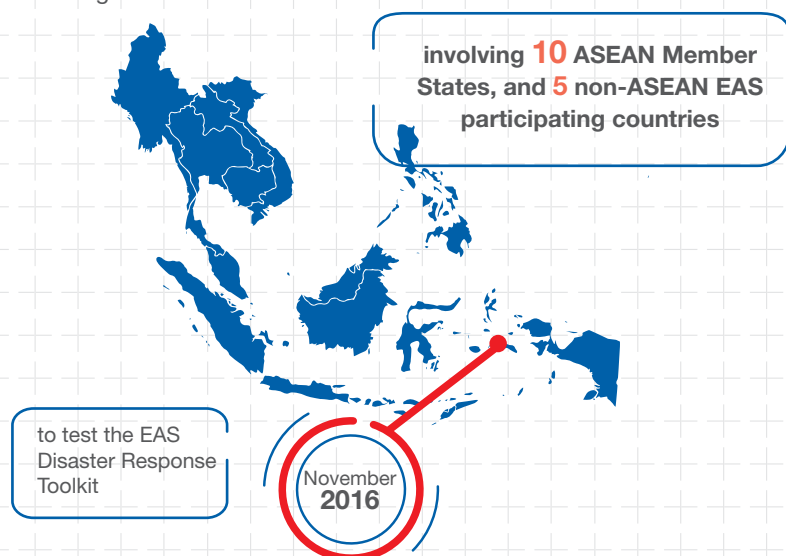 involving 10 ASEAN Member
States, and 5 non-ASEAN EAS
participating countries
to test the EAS
Disaster Response
Toolkit
November
2016